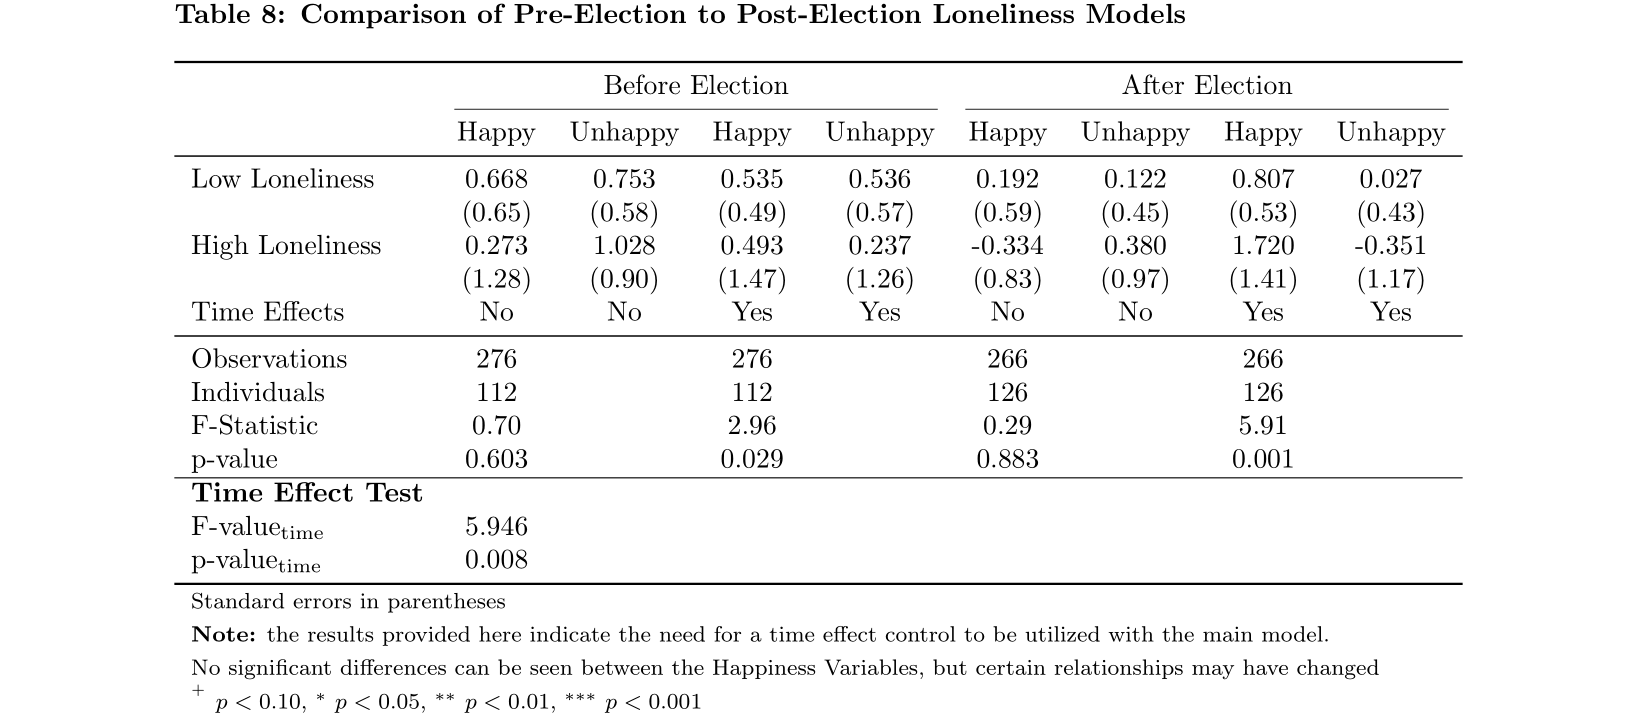 Table 8: Comparison of Pre-Election to Post-Election Loneliness Models
Before Election After Election
Happy Unhappy Happy Unhappy Happy Unhappy Happy Unhappy
Low Loneliness 0.668 0.753 0.535 0.536 0.192 0.122 0.807 0.027
(0.65) (0.58) (0.49) (0.57) (0.59) (0.45) (0.53) (0.43)
High Loneliness 0.273 1.028 0.493 0.237 -0.334 0.380 1.720 -0.351
(1.28) (0.90) (1.47) (1.26) (0.83) (0.97) (1.41) (1.17)
Time Effects No No Yes Yes No No Yes Yes
Observations 276 276 266 266
Individuals 112 112 126 126
F-Statistic 0.70 2.96 0.29 5.91
p-value 0.603 0.029 0.883 0.001
Time Effect Test
F-value_time 5.946
p-value_time 0.008
Standard errors in parentheses
Note: the results provided here indicate the need for a time effect control to be utilized with the main model.
No significant differences can be seen between the Happiness Variables, but certain relationships may have changed
+ p < 0.10, * p < 0.05, ** p < 0.01, *** p < 0.001